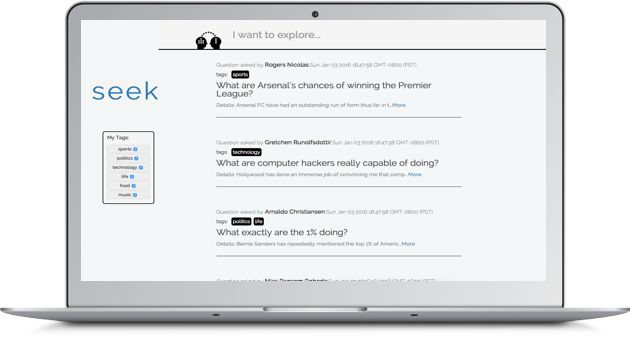 I want to explore...
seek
My Tags:
sports
politics
technology
life
food
music
Question asked by Rogers Nicolas,Sun Jan 03 2016 18:47:58 GMT-0800 (PST)
tags: sports
What are Arsenal's chances of winning the Premier
League?
Details: Arsenal FC have had an outstanding run of form thus far in t...More
Question asked by Gretchen Runolfsdottir,Sun Jan 03 2016 18:47:58 GMT-0800 (PST)
tags: technology
What are computer hackers really capable of doing?
Details: Hollywood has done an immense job of convincing me that comp...More
Question asked by Arnaldo Christiansen,Sun Jan 03 2016 18:47:58 GMT-0800 (PST)
tags: politics life
What exactly are the 1% doing?
Details: Bernie Sanders has repeatedly mentioned the top 1% of Americ...More